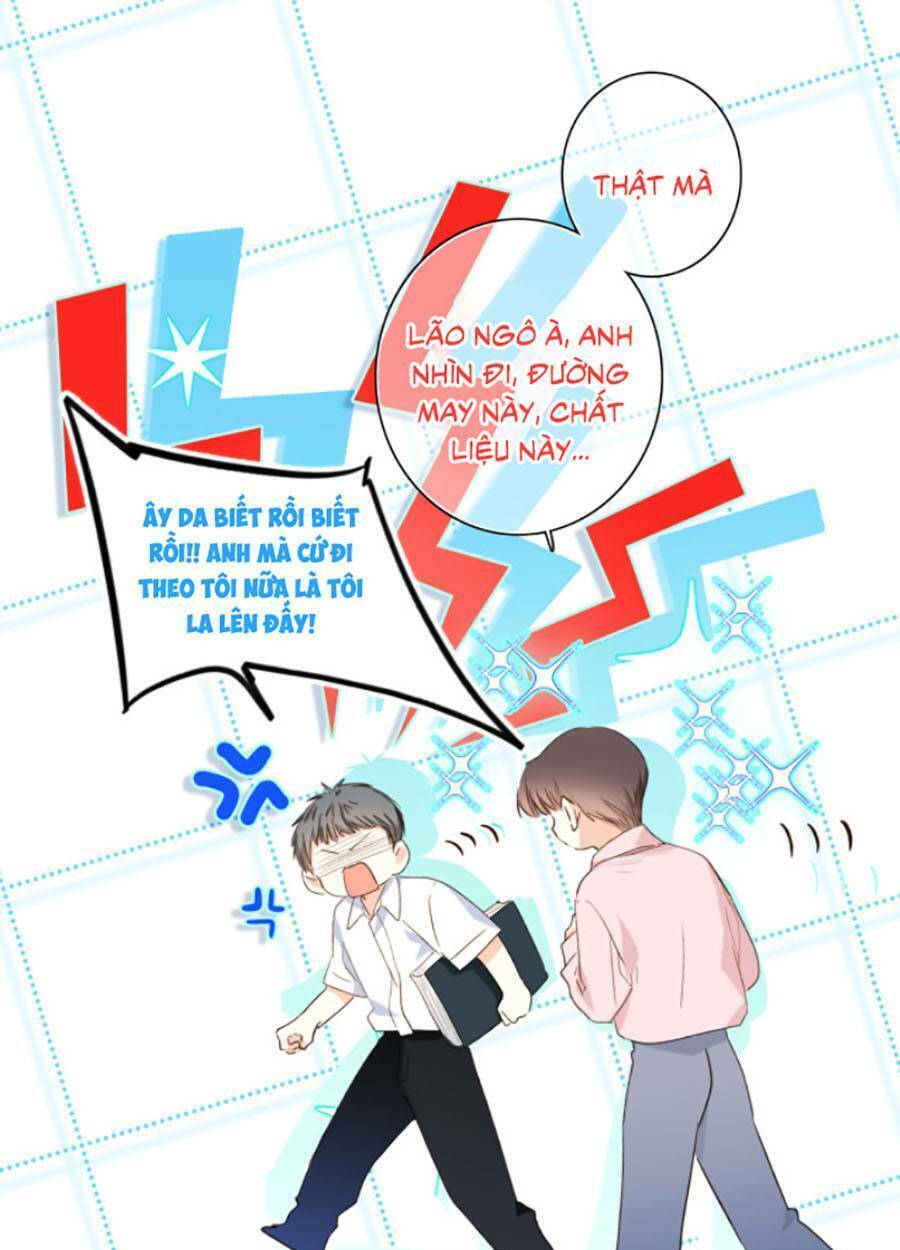 THẬT MÀ
LÃO NGÔ À, ANH
NHÌN ĐI, ĐƯỜNG
MAY NÀY, CHẤT
LIỆU NÀY...
ÂY DA BIẾT RỒI BIẾT
RỒI!! ANH MÀ CỨ ĐI
THEO TÔI NỮA LÀ TÔI
LA LÊN ĐẤY!